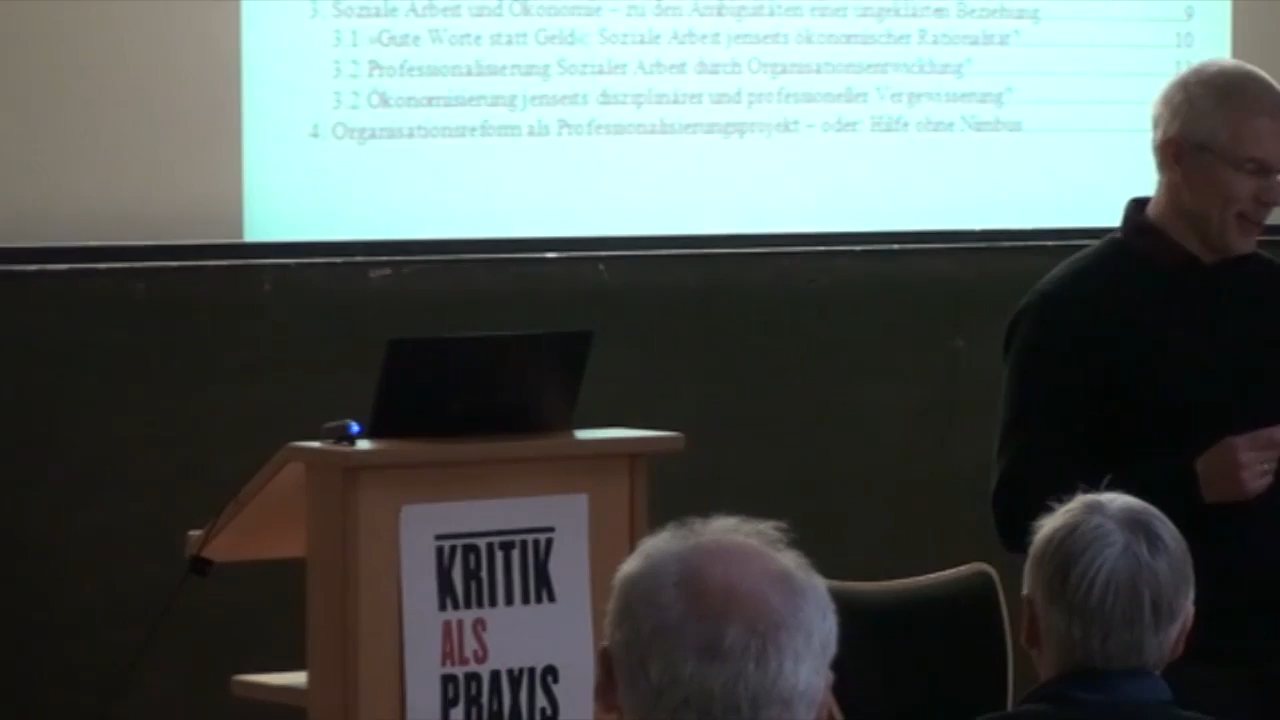 3. Soziale Arbeit und Ökonomie – zu den Ambiguitäten einer ungeklärten Beziehung 9
3.1 »Gute Worte statt Geld«: Soziale Arbeit jenseits ökonomischer Rationalität" 10
3.2 Professionalisierung Sozialer Arbeit durch Organisationsentwicklung"
3.2 Ökonomisierung jenseits disziplinärer und professioneller Vergewisserung"
4. Organisationsreform als Professionalisierungsprojekt – oder: Hilfe ohne Nimbus
KRITIK
ALS
PRAXIS